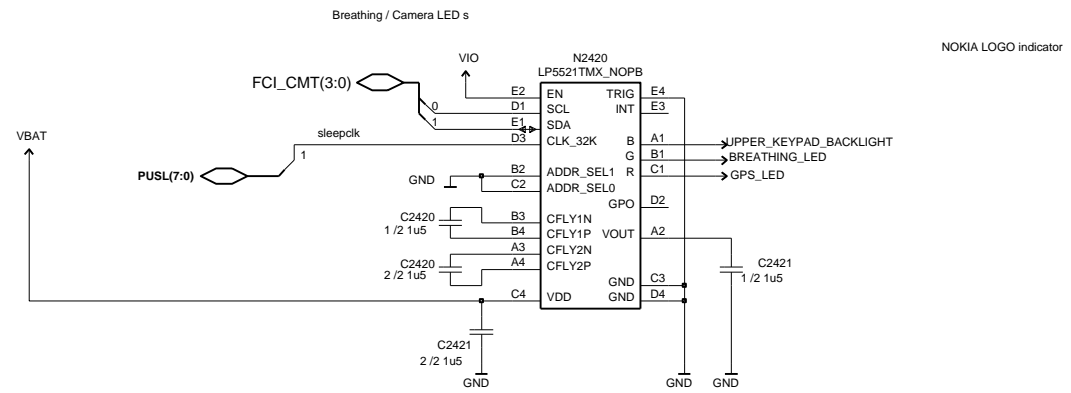 Breathing / Camera LED s
NOKIA LOGO indicator
VIO
N2420
LP5521TMX_NOPB
FCI_CMT(3:0)
0
1
E2 EN
D1 SCL
E1 SDA
D3 CLK_32K
TRIG E4
INT E3
VBAT
sleepclk
1
PUSL(7:0)
B A1 UPPER_KEYPAD_BACKLIGHT
G B1 BREATHING_LED
R C1 GPS_LED
GND
B2 ADDR_SEL1
C2 ADDR_SEL0
GPO D2
C2420
1 /2 1u5
B3 CFLY1N
B4 CFLY1P
VOUT A2
C2420
2 /2 1u5
A3 CFLY2N
A4 CFLY2P
C2421
1 /2 1u5
GND C3
C4 VDD
GND D4
C2421
2 /2 1u5
GND
GND
GND